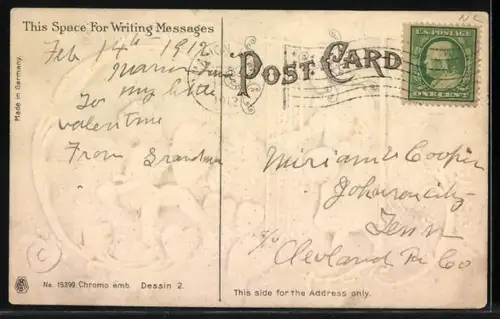 This Space For Writing Messages
Feb 14th 1912
To my little
valentine
From Grandma
Made in Germany.
No. 15399 Chromo emb. Dessin 2.
POST CARD
1912
U.S. POSTAGE
ONE CENT
Miriam Cooper
Johnson City
Tenn
c/o
Cleveland
Co
This side for the Address only.
NC
C